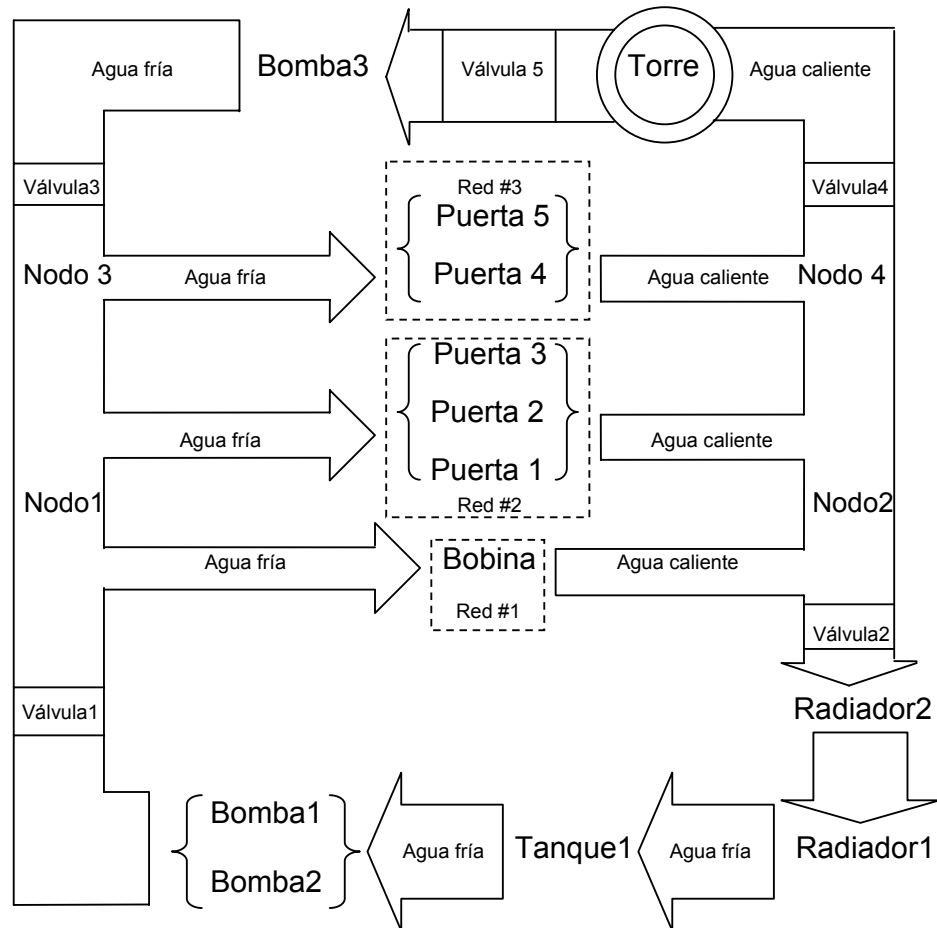 Agua fría
Bomba3
Válvula 5
Torre
Agua caliente
Válvula3
Red #3
Válvula4
Puerta 5
Nodo 3
Agua fría
Puerta 4
Agua caliente
Nodo 4
Puerta 3
Agua fría
Puerta 2
Agua caliente
Puerta 1
Nodo1
Red #2
Nodo2
Agua fría
Bobina
Agua caliente
Red #1
Válvula2
Válvula1
Radiador2
Bomba1
Agua fría
Tanque1
Agua fría
Radiador1
Bomba2